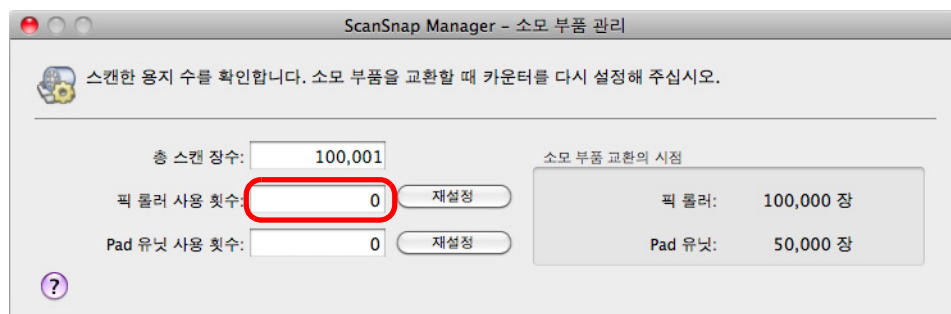 ScanSnap Manager – 소모 부품 관리
스캔한 용지 수를 확인합니다. 소모 부품을 교환할 때 카운터를 다시 설정해 주십시오.
총 스캔 장수: 100,001
소모 부품 교환의 시점
픽 롤러 사용 횟수: 0 재설정
픽 롤러: 100,000 장
Pad 유닛 사용 횟수: 0 재설정
Pad 유닛: 50,000 장
?